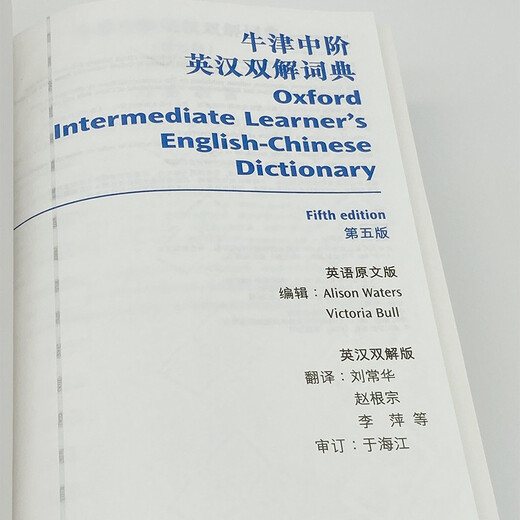 牛津中阶
英汉双解词典
Oxford
Intermediate Learner's
English-Chinese
Dictionary
Fifth edition
第五版
英语原文版
编辑：Alison Waters
Victoria Bull
英汉双解版
翻译：刘常华
赵根宗
李 萍 等
审订：于海江